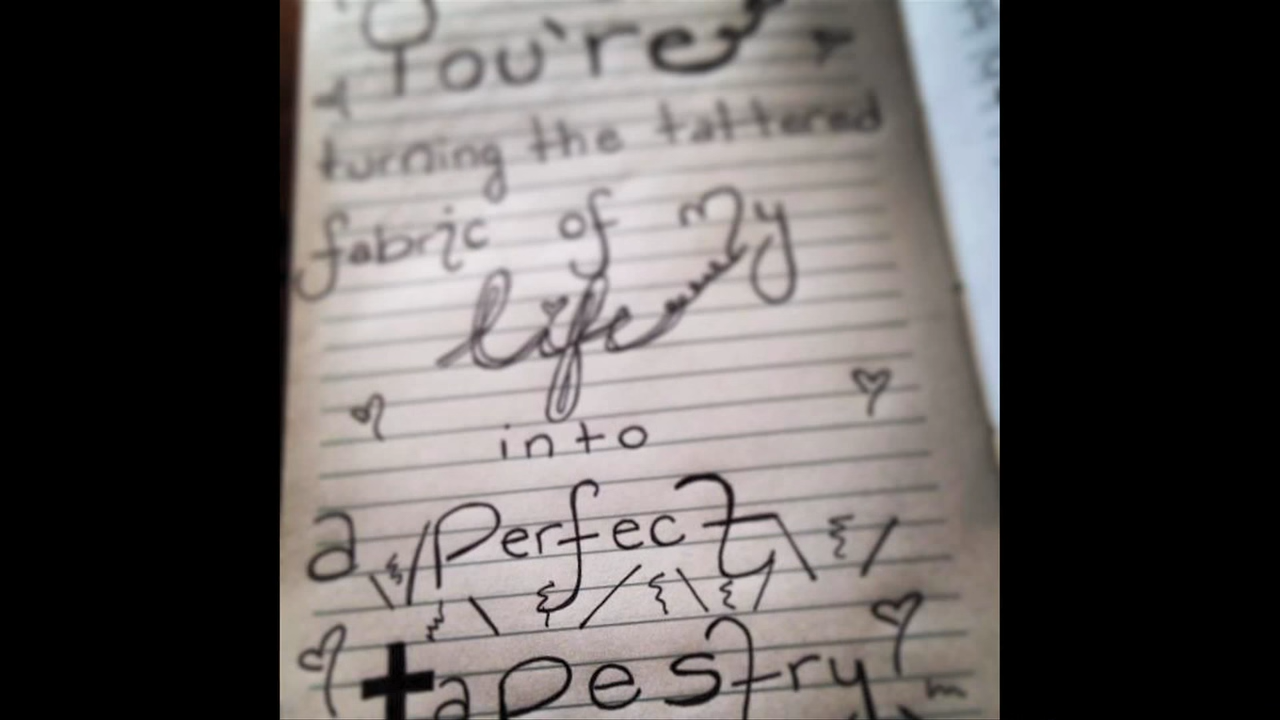 You're
turning the tattered
fabric of My
life
into
a Perfect
tapestry